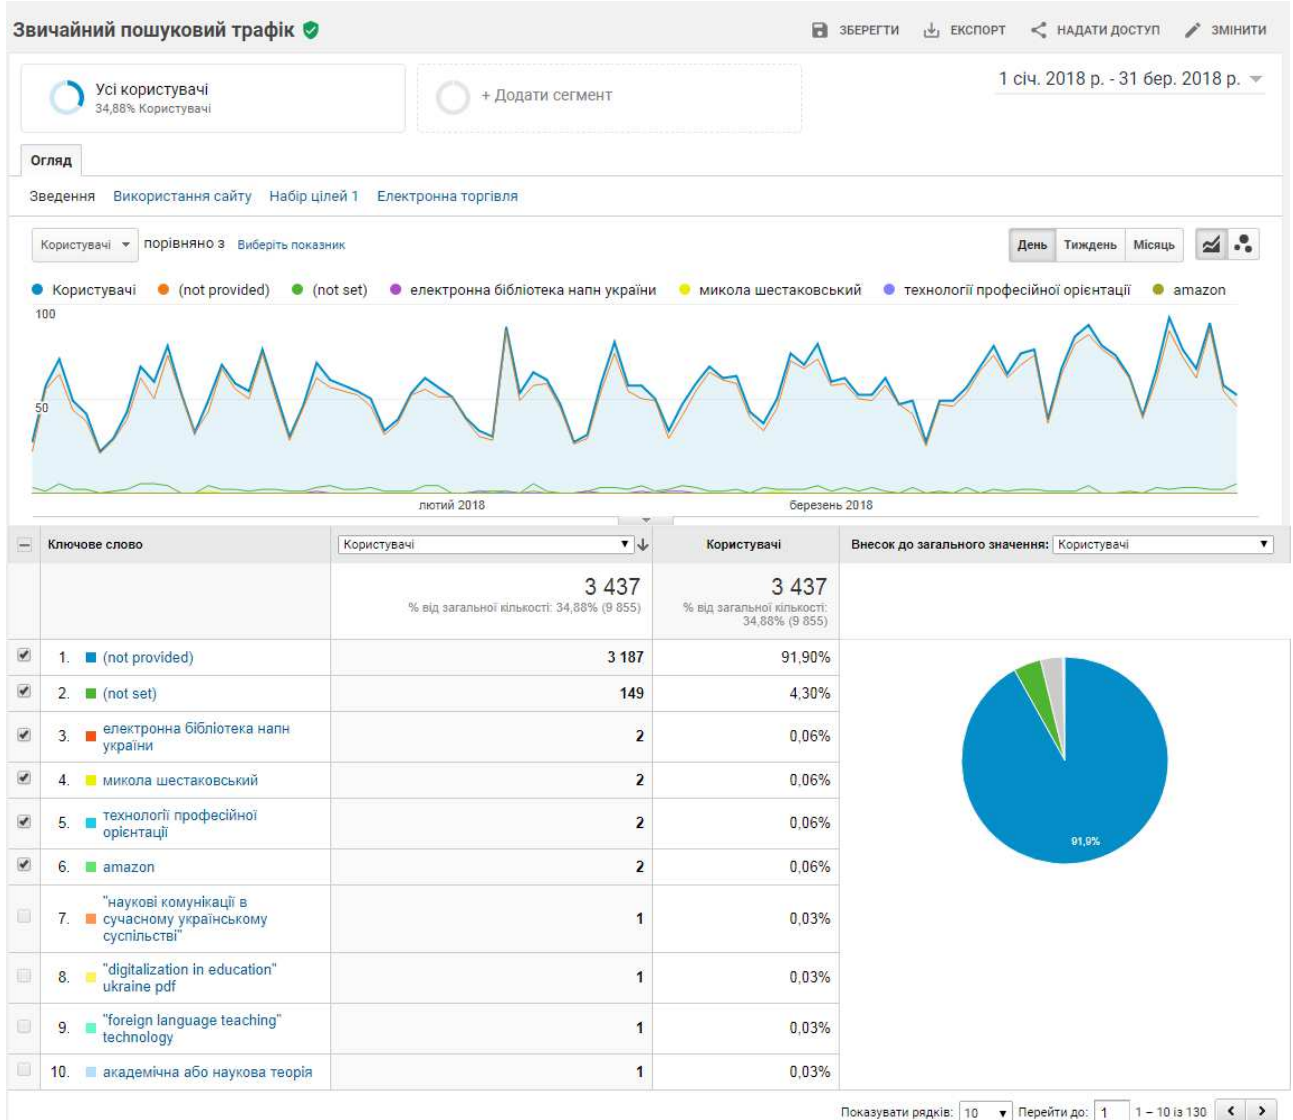 Звичайний пошуковий трафік
ЗБЕРЕГТИ ЕКСПОРТ НАДАТИ ДОСТУП ЗМІНИТИ
Усі користувачі
34,88% Користувачі
+ Додати сегмент
1 січ. 2018 р. - 31 бер. 2018 р.
Огляд
Зведення Використання сайту Набір цілей 1 Електронна торгівля
Користувачі порівняно з Виберіть показник
День Тиждень Місяць
Користувачі (not provided) (not set) електронна бібліотека напн україни микола шестаковський технології професійної орієнтації amazon
100
50
лютий 2018 березень 2018
Ключове слово Користувачі Користувачі Внесок до загального значення: Користувачі
3 437 3 437
% від загальної кількості: 34,88% (9 855) % від загальної кількості:
34,88% (9 855)
1. (not provided) 3 187 91,90%
2. (not set) 149 4,30%
3. електронна бібліотека напн
україни 2 0,06%
4. микола шестаковський 2 0,06%
5. технології професійної
орієнтації 2 0,06%
6. amazon 2 0,06%
91,9%
7. "наукові комунікації в
сучасному українському
суспільстві" 1 0,03%
8. "digitalization in education"
ukraine pdf 1 0,03%
9. "foreign language teaching"
technology 1 0,03%
10. академічна або наукова теорія 1 0,03%
Показувати рядків: 10 Перейти до: 1 1 – 10 із 130